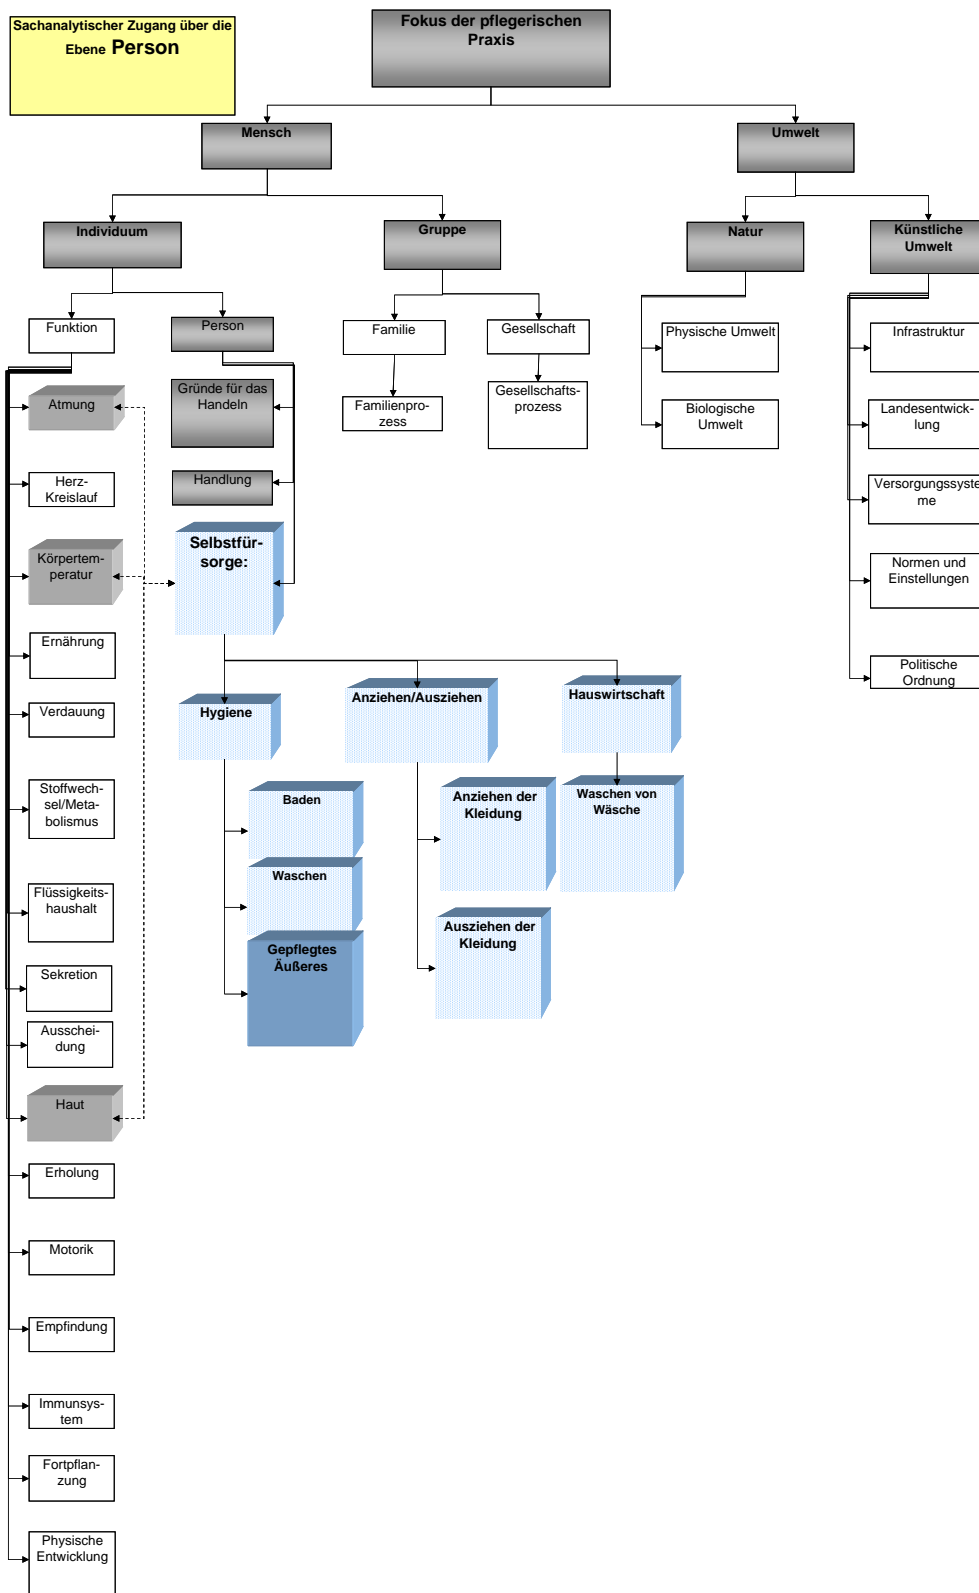 Sachanalytischer Zugang über die
Ebene Person
Fokus der pflegerischen
Praxis
Mensch
Umwelt
Individuum
Gruppe
Natur
Künstliche
Umwelt
Funktion
Person
Familie
Gesellschaft
Physische Umwelt
Infrastruktur
Atmung
Gründe für das
Handeln
Familienpro-
zess
Gesellschafts-
prozess
Biologische
Umwelt
Landesentwick-
lung
Herz-
Kreislauf
Handlung
Versorgungssyste
me
Körpertem-
peratur
Selbstfür-
sorge:
Normen und
Einstellungen
Ernährung
Politische
Ordnung
Verdauung
Hygiene
Anziehen/Ausziehen
Hauswirtschaft
Stoffwech-
sel/Meta-
bolismus
Baden
Anziehen der
Kleidung
Waschen von
Wäsche
Flüssigkeits-
haushalt
Waschen
Sekretion
Gepflegtes
Äußeres
Ausziehen der
Kleidung
Ausschei-
dung
Haut
Erholung
Motorik
Empfindung
Immunsys-
tem
Fortpflan-
zung
Physische
Entwicklung